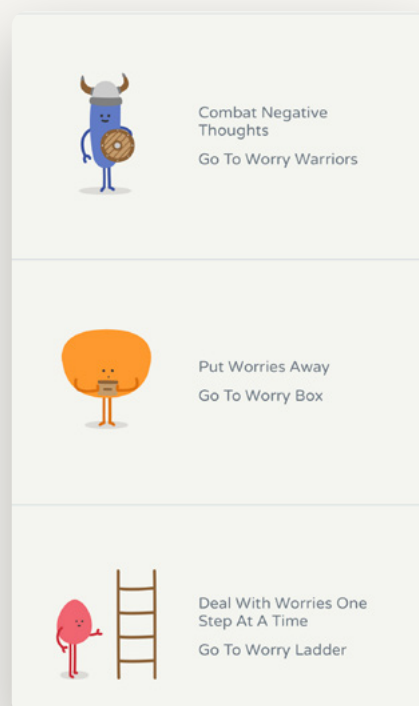 Combat Negative
Thoughts
Go To Worry Warriors
Put Worries Away
Go To Worry Box
Deal With Worries One
Step At A Time
Go To Worry Ladder